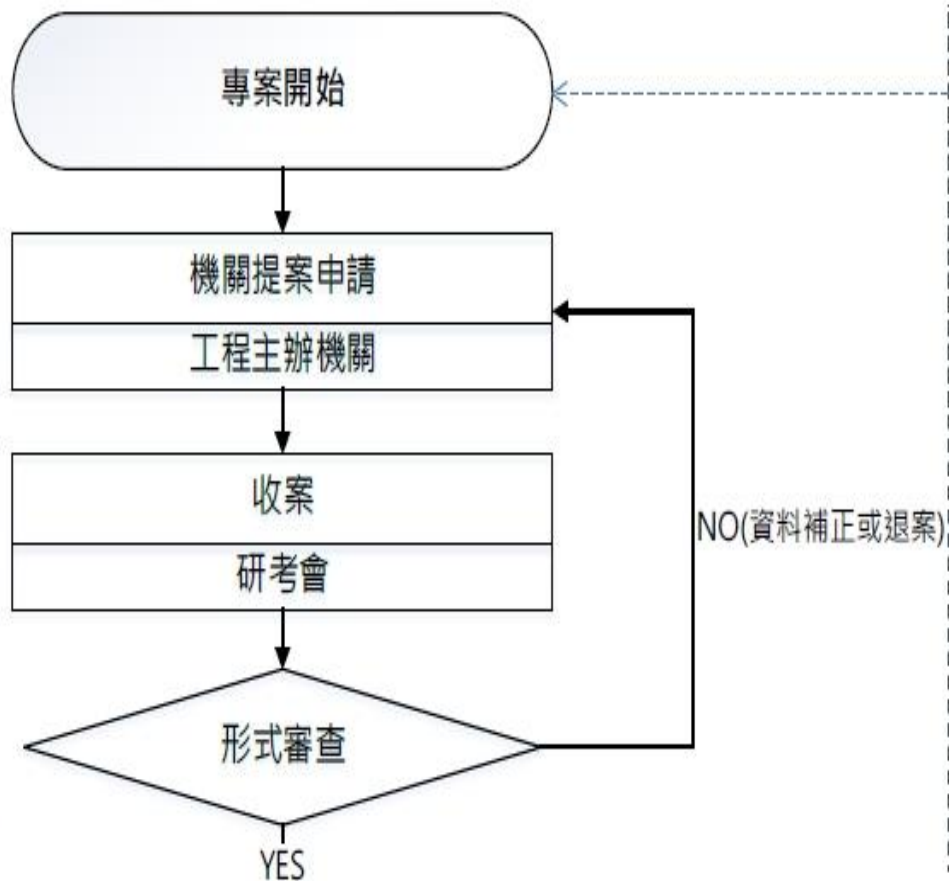 專案開始
機關提案申請
工程主辦機關
收案
研考會
NO(資料補正或退案)
形式審查
YES